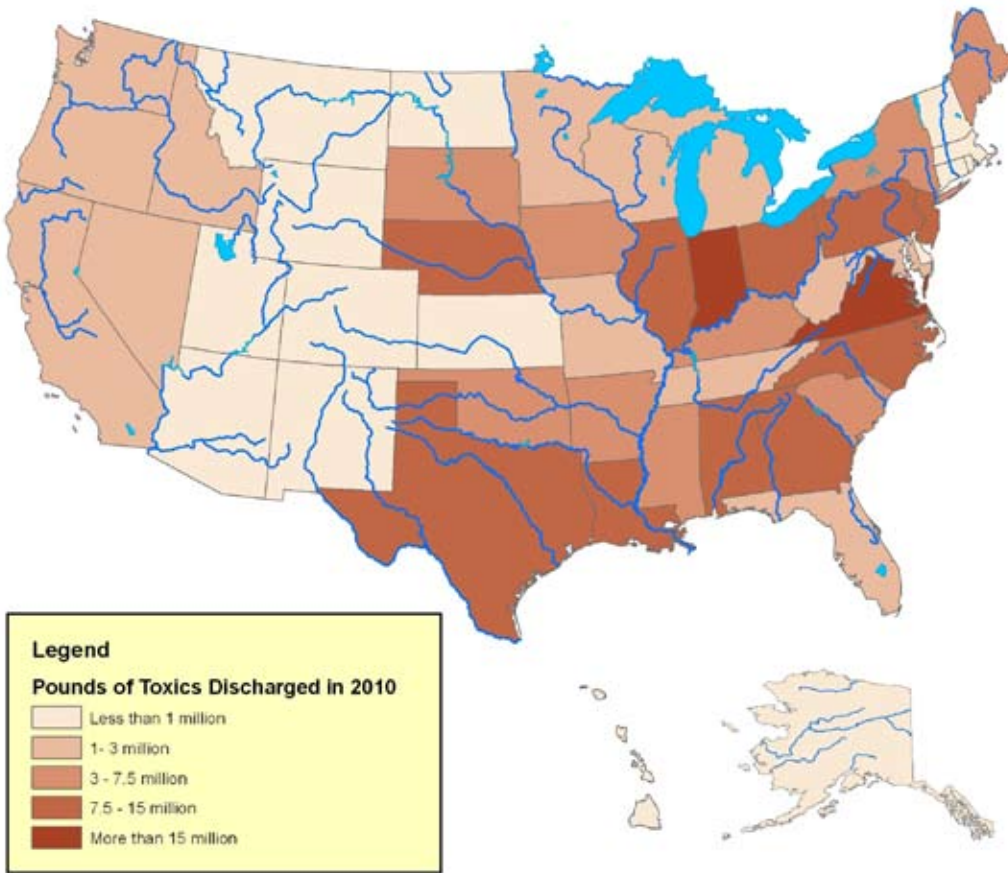 Legend
Pounds of Toxics Discharged in 2010
Less than 1 million
1- 3 million
3 - 7.5 million
7.5 - 15 million
More than 15 million